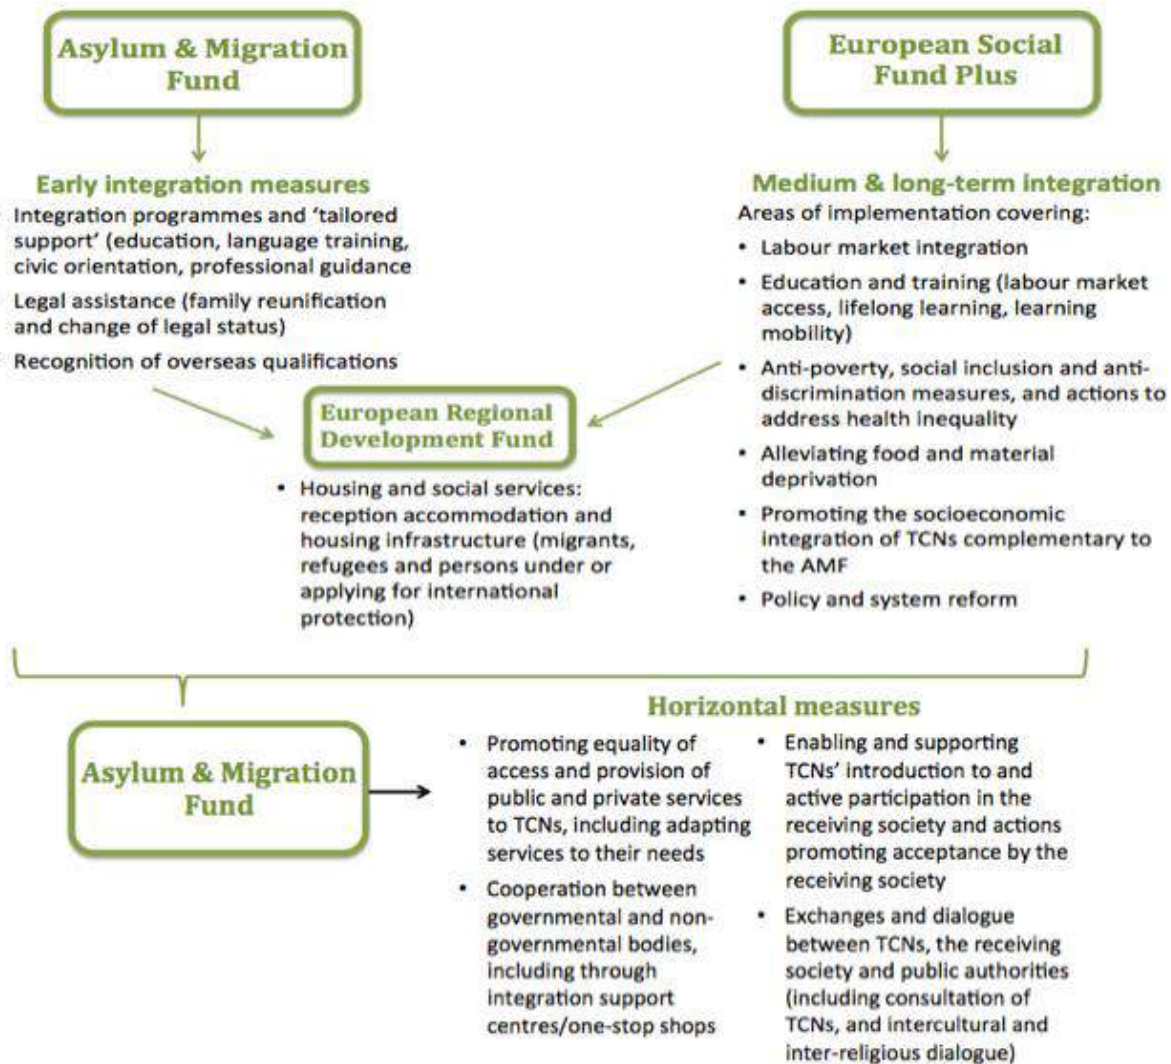 Asylum & Migration
Fund
Early integration measures
Integration programmes and ‘tailored
support’ (education, language training,
civic orientation, professional guidance
Legal assistance (family reunification
and change of legal status)
Recognition of overseas qualifications
European Social
Fund Plus
Medium & long-term integration
Areas of implementation covering:
• Labour market integration
• Education and training (labour market
access, lifelong learning, learning
mobility)
• Anti-poverty, social inclusion and anti-
discrimination measures, and actions to
address health inequality
• Alleviating food and material
deprivation
• Promoting the socioeconomic
integration of TCNs complementary to
the AMF
• Policy and system reform
European Regional
Development Fund
• Housing and social services:
reception accommodation and
housing infrastructure (migrants,
refugees and persons under or
applying for international
protection)
Asylum & Migration
Fund
Horizontal measures
• Promoting equality of
access and provision of
public and private services
to TCNs, including adapting
services to their needs
• Cooperation between
governmental and non-
governmental bodies,
including through
integration support
centres/one-stop shops
• Enabling and supporting
TCNs’ introduction to and
active participation in the
receiving society and actions
promoting acceptance by the
receiving society
• Exchanges and dialogue
between TCNs, the receiving
society and public authorities
(including consultation of
TCNs, and intercultural and
inter-religious dialogue)